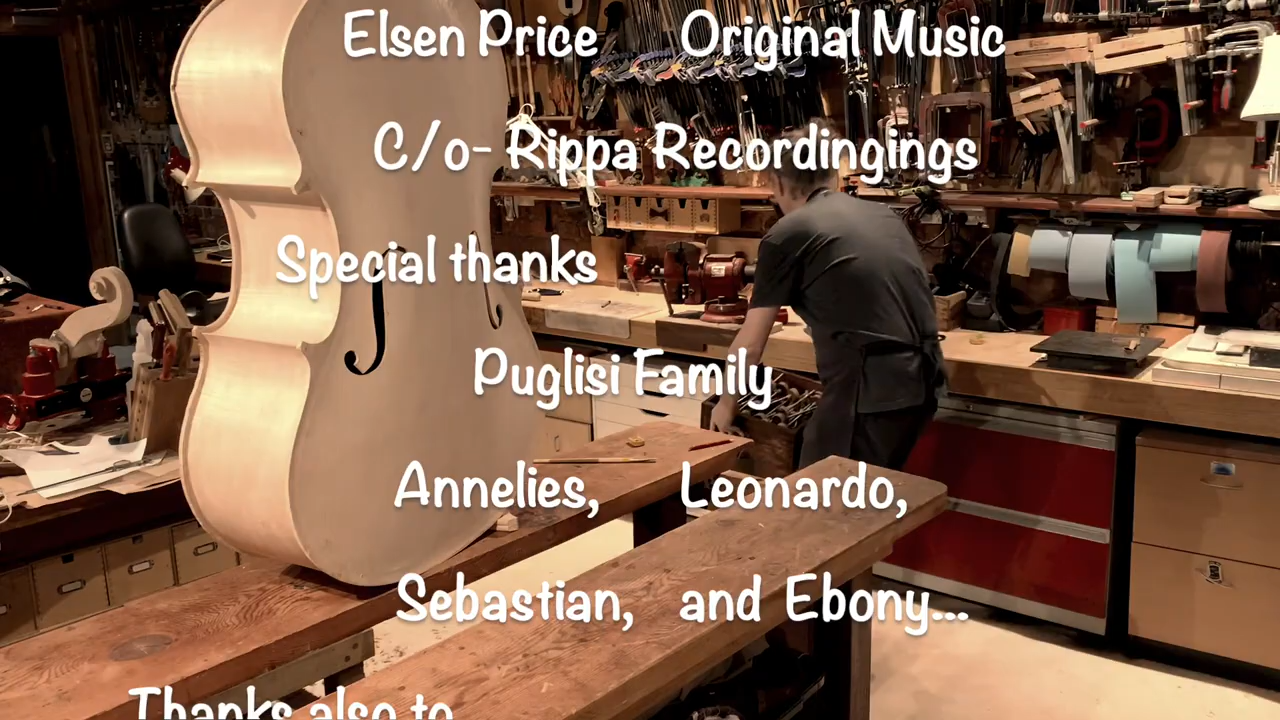 Elsen Price Original Music
C/o- Rippa Recordingings
Special thanks
Puglisi Family
Annelies, Leonardo,
Sebastian, and Ebony...
Thanks also to